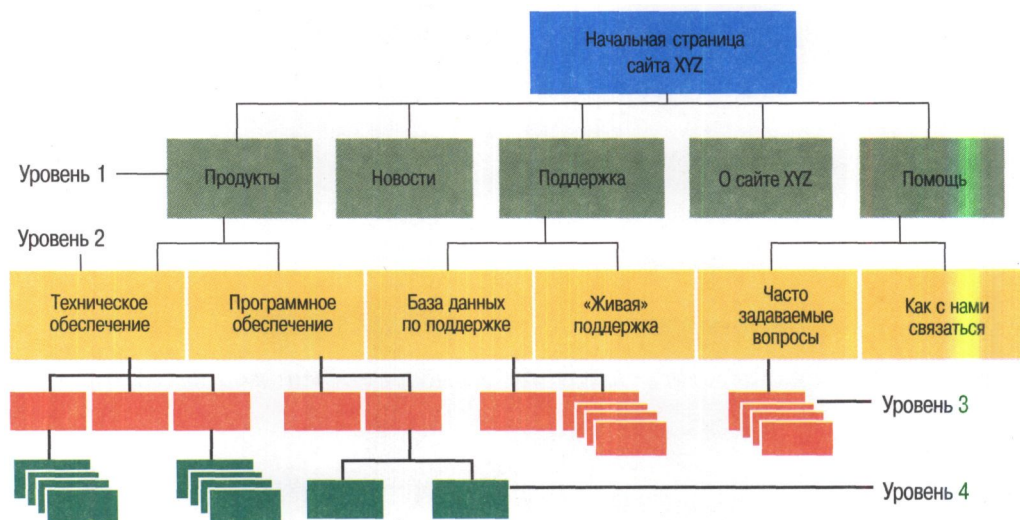 Начальная страница
сайта XYZ
Уровень 1
Продукты
Новости
Поддержка
О сайте XYZ
Помощь
Уровень 2
Техническое
обеспечение
Программное
обеспечение
База данных
по поддержке
«Живая»
поддержка
Часто
задаваемые
вопросы
Как с нами
связаться
Уровень 3
Уровень 4